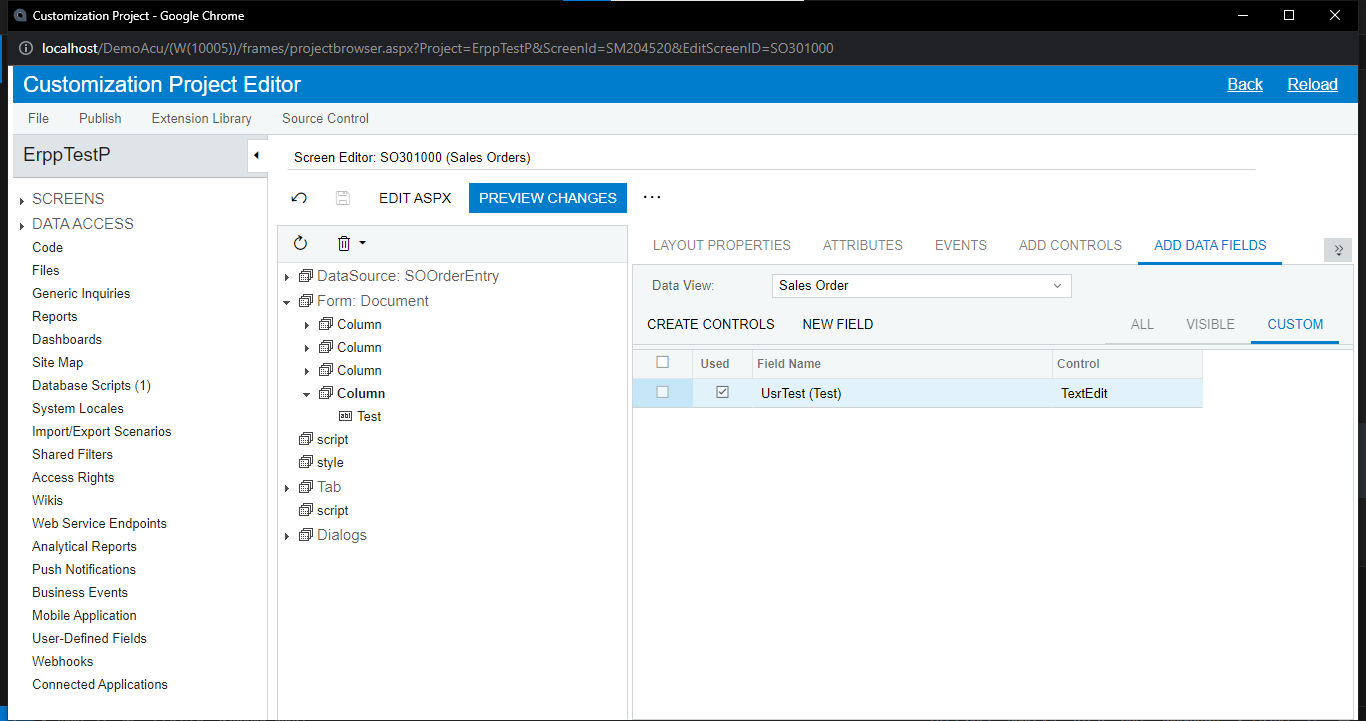 Customization Project - Google Chrome
localhost/DemoAcu/(W(10005))/frames/projectbrowser.aspx?Project=ErppTestP&ScreenId=SM204520&EditScreenID=SO301000
Customization Project Editor
Back Reload
File Publish Extension Library Source Control
ErppTestP
SCREENS
DATA ACCESS
Code
Files
Generic Inquiries
Reports
Dashboards
Site Map
Database Scripts (1)
System Locales
Import/Export Scenarios
Shared Filters
Access Rights
Wikis
Web Service Endpoints
Analytical Reports
Push Notifications
Business Events
Mobile Application
User-Defined Fields
Webhooks
Connected Applications
Screen Editor: SO301000 (Sales Orders)
EDIT ASPX PREVIEW CHANGES ...
DataSource: SOOrderEntry
Form: Document
Column
Column
Column
Column
Test
script
style
Tab
script
Dialogs
LAYOUT PROPERTIES ATTRIBUTES EVENTS ADD CONTROLS ADD DATA FIELDS
Data View: Sales Order
CREATE CONTROLS NEW FIELD ALL VISIBLE CUSTOM
Used Field Name Control
UsrTest (Test) TextEdit